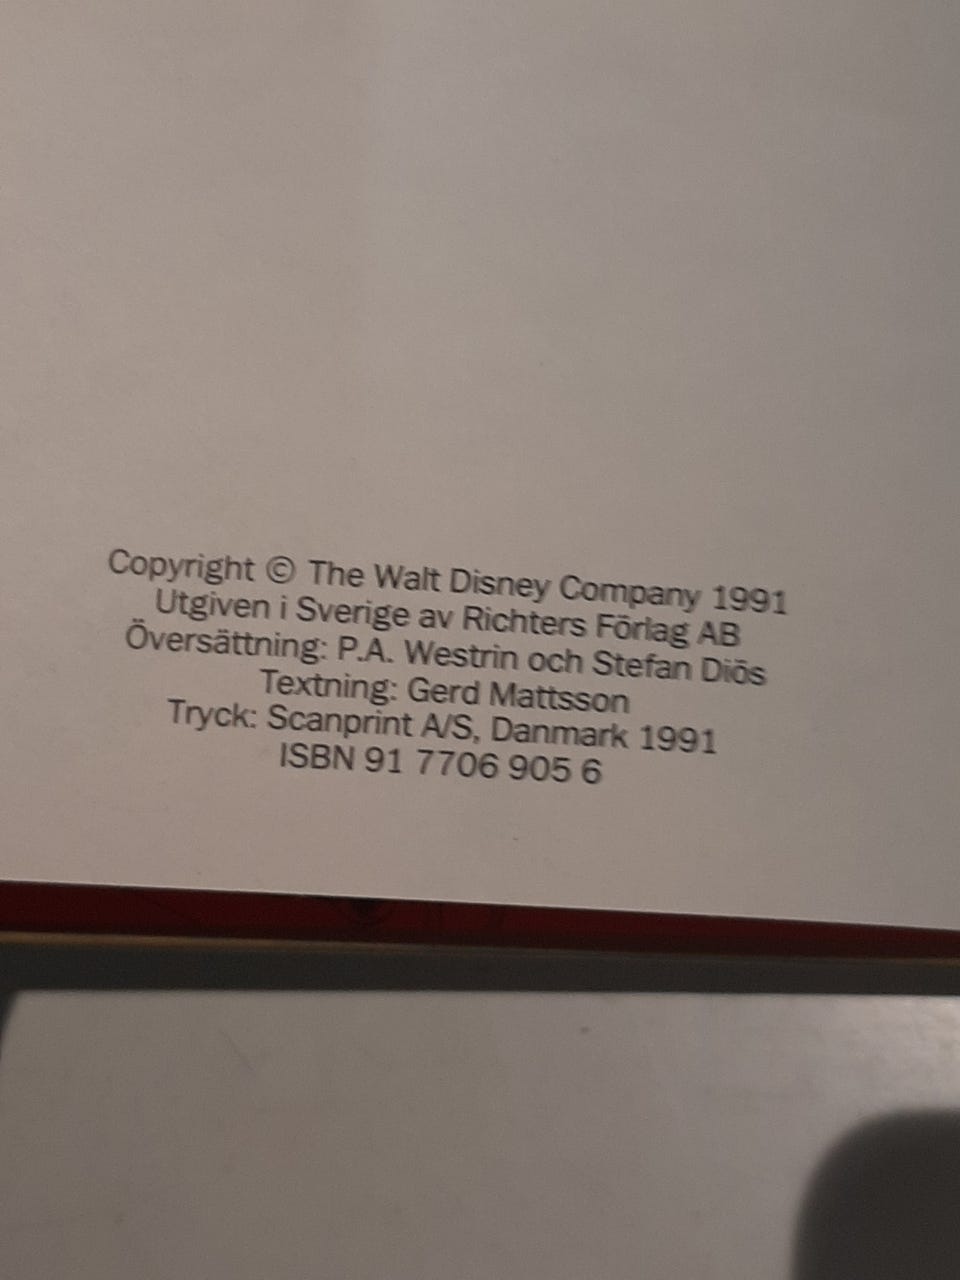 Copyright © The Walt Disney Company 1991
Utgiven i Sverige av Richters Förlag AB
Översättning: P.A. Westrin och Stefan Diös
Textning: Gerd Mattsson
Tryck: Scanprint A/S, Danmark 1991
ISBN 91 7706 905 6